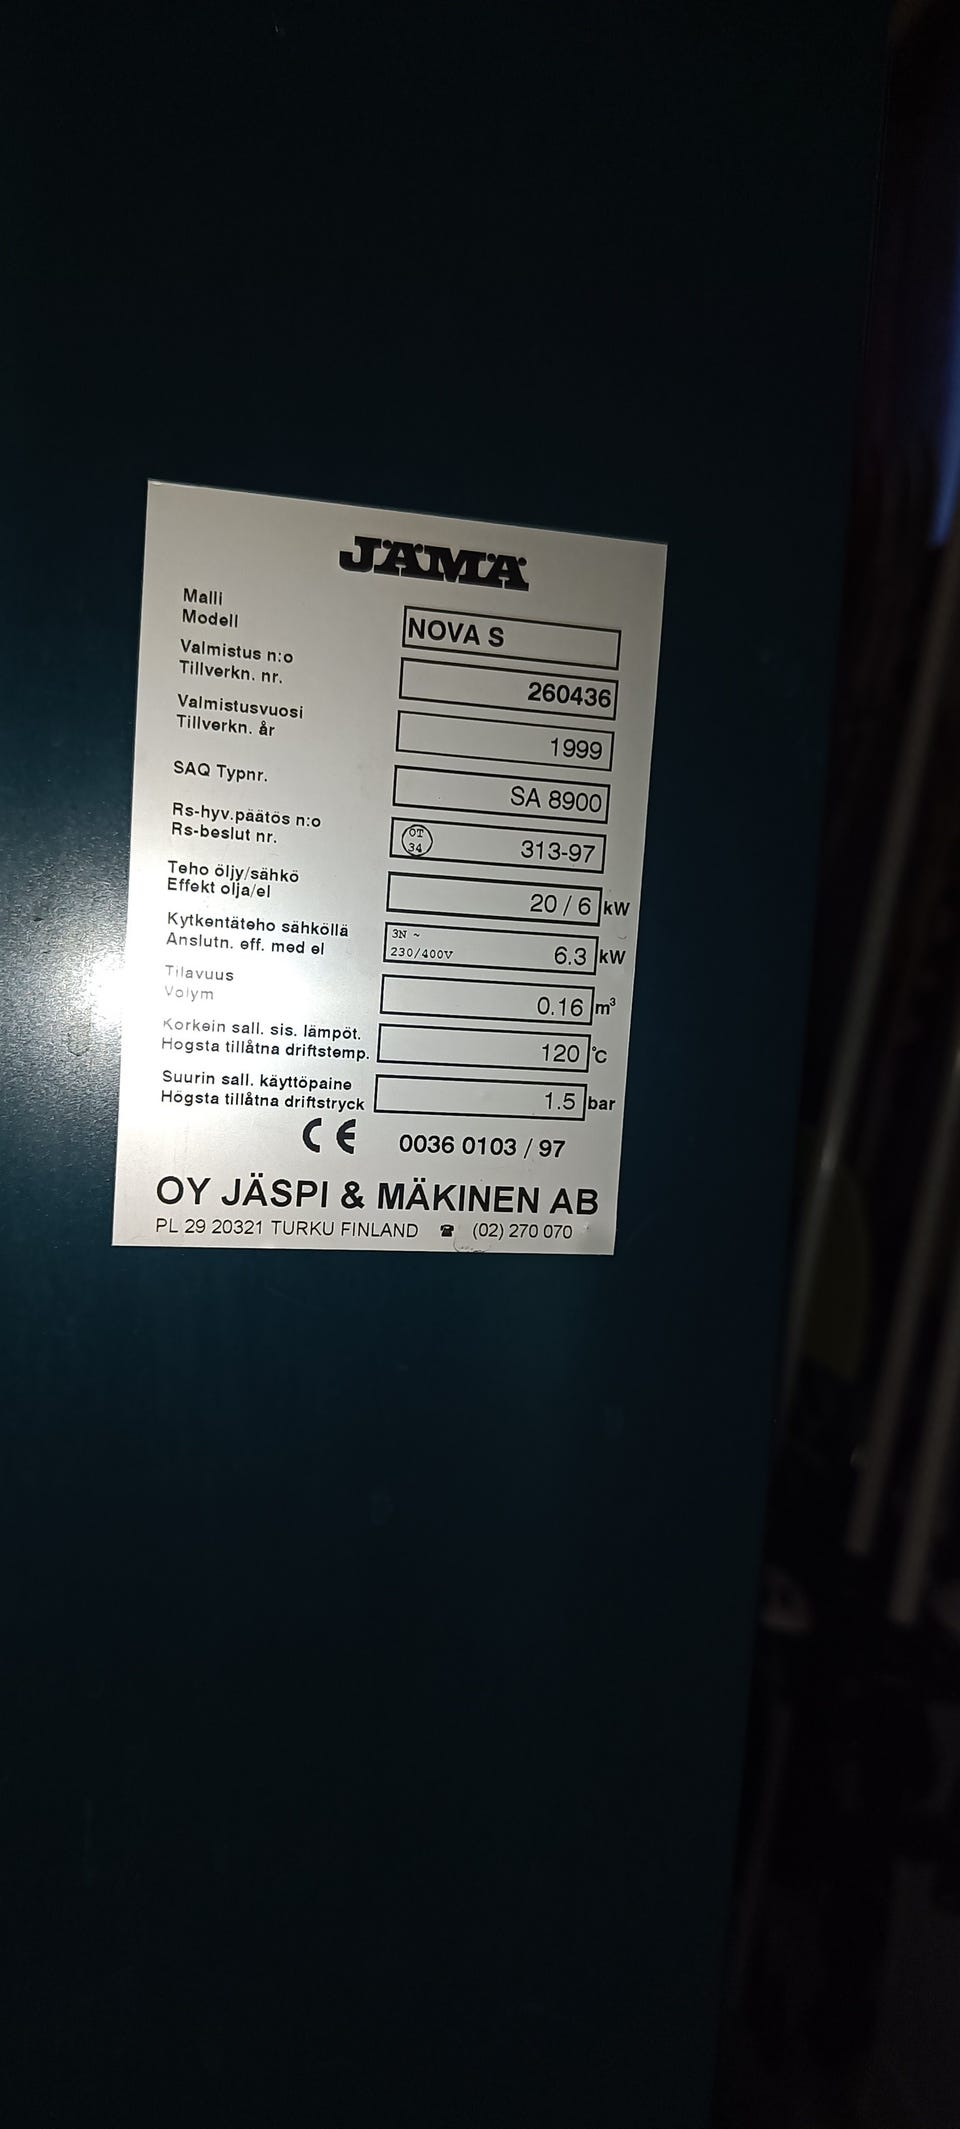 JÄMÄ
Malli
Modell
NOVA S
Valmistus n:o
Tillverkn. nr.
260436
Valmistusvuosi
Tillverkn. år
1999
SAQ Typnr.
SA 8900
Rs-hyv.päätös n:o
Rs-beslut nr.
OT
34
313-97
Teho öljy/sähkö
Effekt olja/el
20 / 6 kW
Kytkentäteho sähköllä
Anslutn. eff. med el
3N ~
230/400V
6.3 kW
Tilavuus
Volym
0.16 m³
Korkein sall. sis. lämpöt.
Hogsta tillåtna driftstemp.
120 °C
Suurin sall. käyttöpaine
Högsta tillåtna driftstryck
1.5 bar
CE 0036 0103 / 97
OY JÄSPI & MÄKINEN AB
PL 29 20321 TURKU FINLAND ☎ (02) 270 070